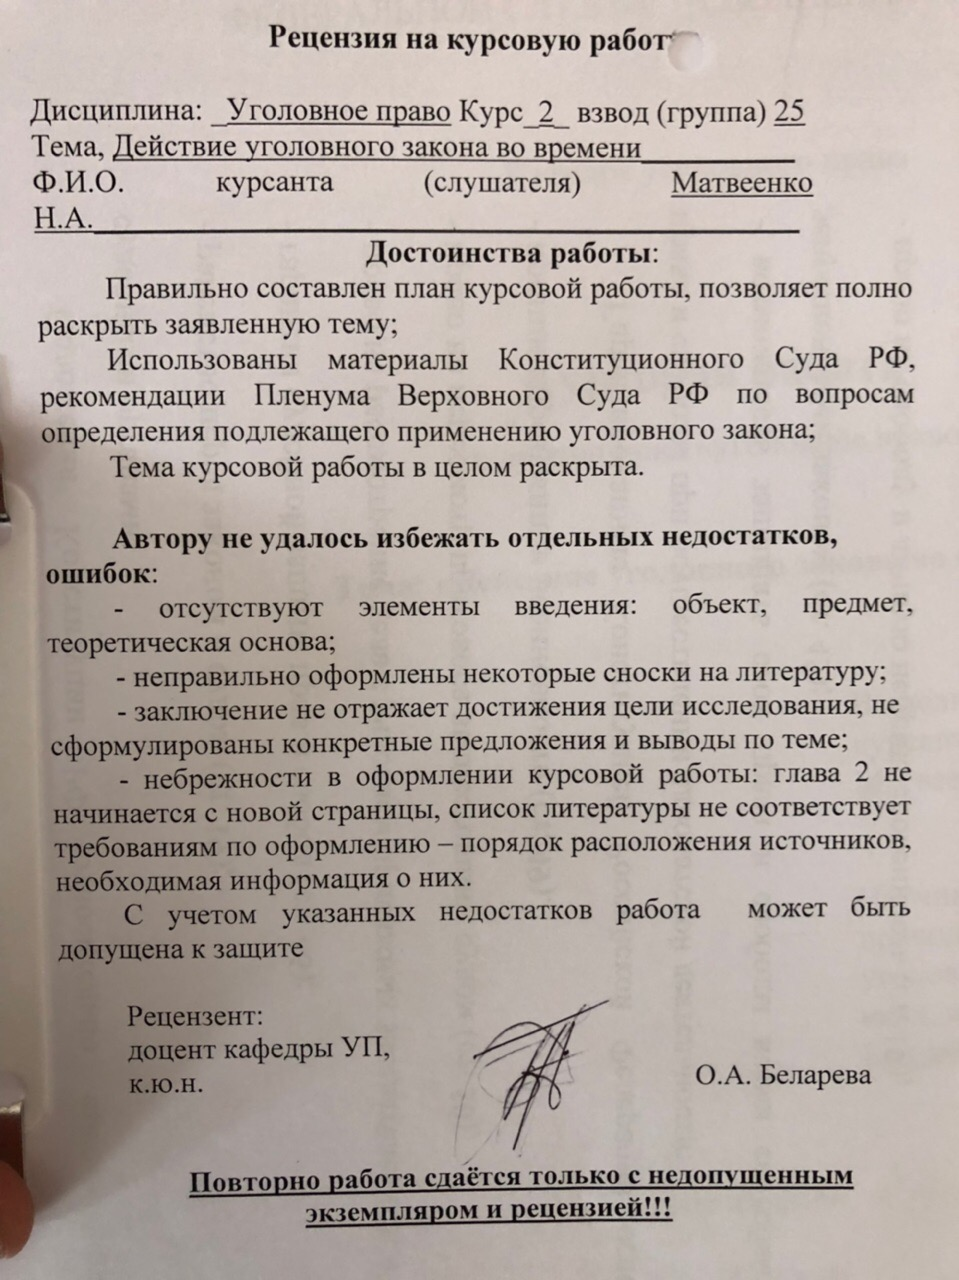 Рецензия на курсовую работ
Дисциплина: _Уголовное право Курс_2_ взвод (группа) 25
Тема, Действие уголовного закона во времени__________
Ф.И.О. курсанта (слушателя) Матвеенко
Н.А.______________________________________________
Достоинства работы:
Правильно составлен план курсовой работы, позволяет полно
раскрыть заявленную тему;
Использованы материалы Конституционного Суда РФ,
рекомендации Пленума Верховного Суда РФ по вопросам
определения подлежащего применению уголовного закона;
Тема курсовой работы в целом раскрыта.
Автору не удалось избежать отдельных недостатков,
ошибок:
- отсутствуют элементы введения: объект, предмет,
теоретическая основа;
- неправильно оформлены некоторые сноски на литературу;
- заключение не отражает достижения цели исследования, не
сформулированы конкретные предложения и выводы по теме;
- небрежности в оформлении курсовой работы: глава 2 не
начинается с новой страницы, список литературы не соответствует
требованиям по оформлению – порядок расположения источников,
необходимая информация о них.
С учетом указанных недостатков работа может быть
допущена к защите
Рецензент:
доцент кафедры УП,
к.ю.н. О.А. Беларева
Повторно работа сдаётся только с недопущенным
экземпляром и рецензией!!!